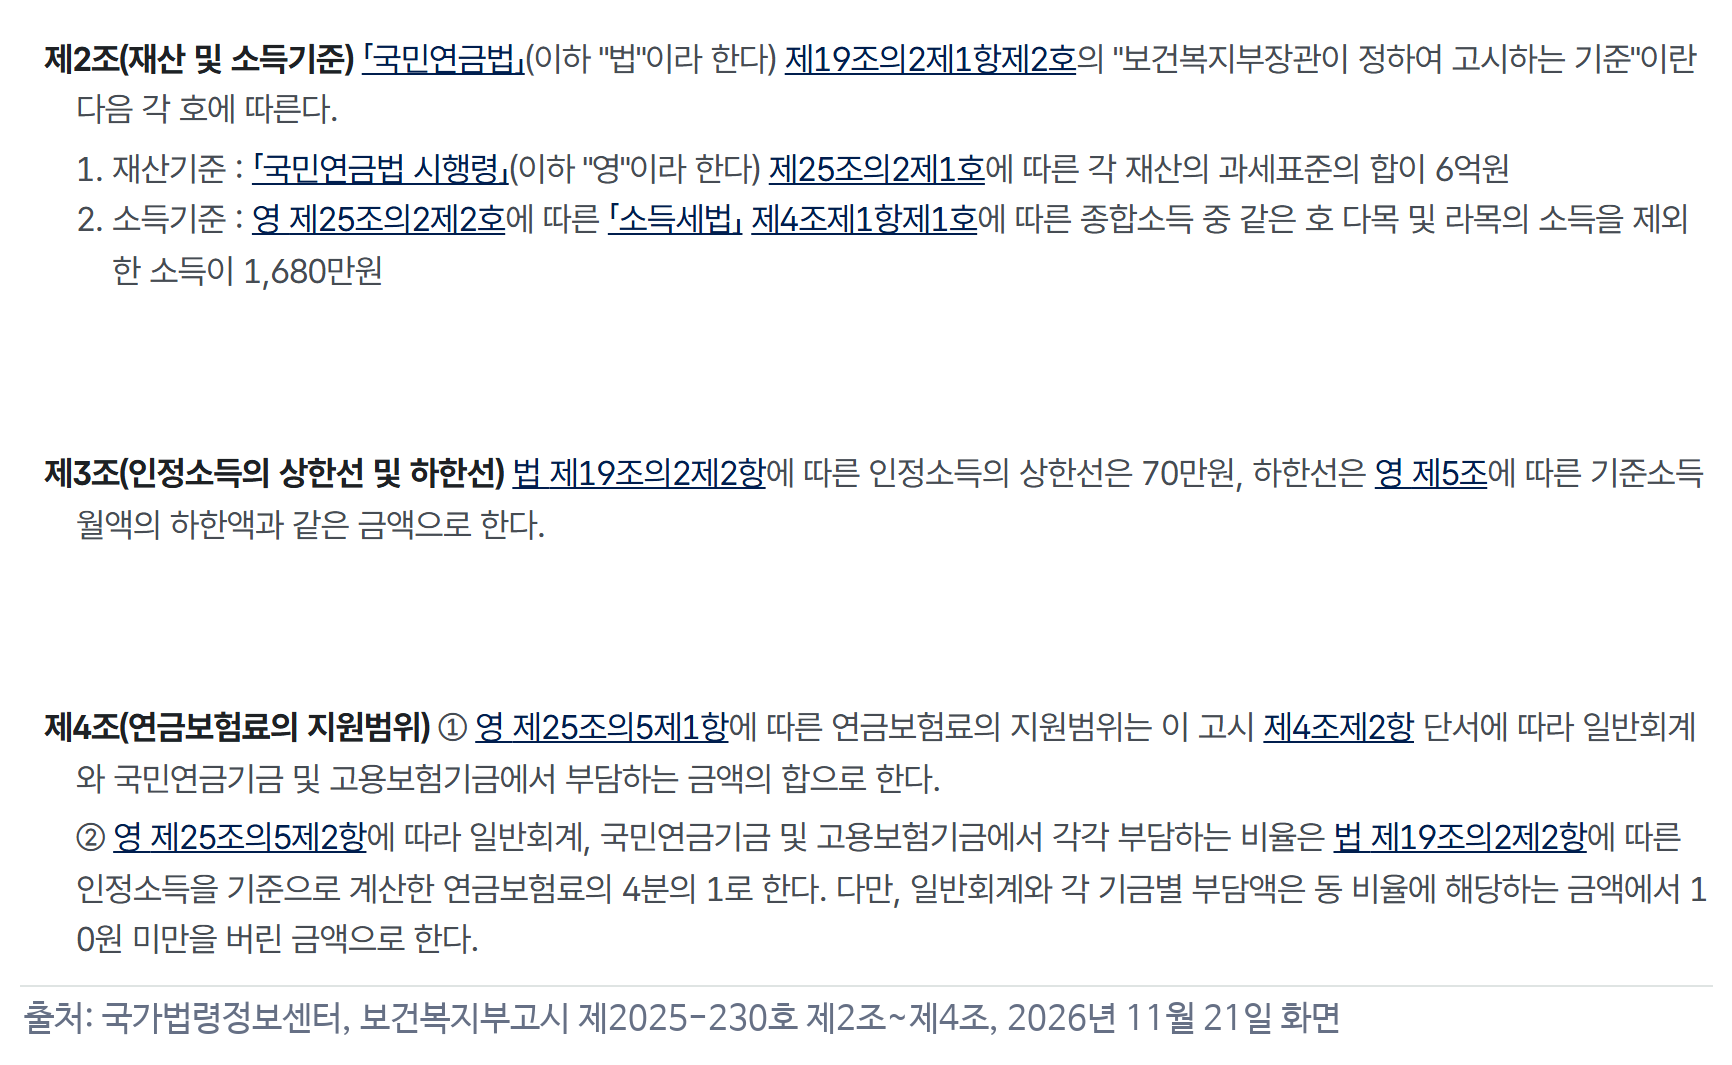 제2조(재산 및 소득기준) 「국민연금법」(이하 "법"이라 한다) 제19조의2제1항제2호의 "보건복지부장관이 정하여 고시하는 기준"이란
다음 각 호에 따른다.
1. 재산기준 : 「국민연금법 시행령」(이하 "영"이라 한다) 제25조의2제1호에 따른 각 재산의 과세표준의 합이 6억원
2. 소득기준 : 영 제25조의2제2호에 따른 「소득세법」 제4조제1항제1호에 따른 종합소득 중 같은 호 다목 및 라목의 소득을 제외
한 소득이 1,680만원
제3조(인정소득의 상한선 및 하한선) 법 제19조의2제2항에 따른 인정소득의 상한선은 70만원, 하한선은 영 제5조에 따른 기준소득
월액의 하한액과 같은 금액으로 한다.
제4조(연금보험료의 지원범위) ① 영 제25조의5제1항에 따른 연금보험료의 지원범위는 이 고시 제4조제2항 단서에 따라 일반회계
와 국민연금기금 및 고용보험기금에서 부담하는 금액의 합으로 한다.
② 영 제25조의5제2항에 따라 일반회계, 국민연금기금 및 고용보험기금에서 각각 부담하는 비율은 법 제19조의2제2항에 따른
인정소득을 기준으로 계산한 연금보험료의 4분의 1로 한다. 다만, 일반회계와 각 기금별 부담액은 동 비율에 해당하는 금액에서 1
0원 미만을 버린 금액으로 한다.
출처: 국가법령정보센터, 보건복지부고시 제2025-230호 제2조~제4조, 2026년 11월 21일 화면